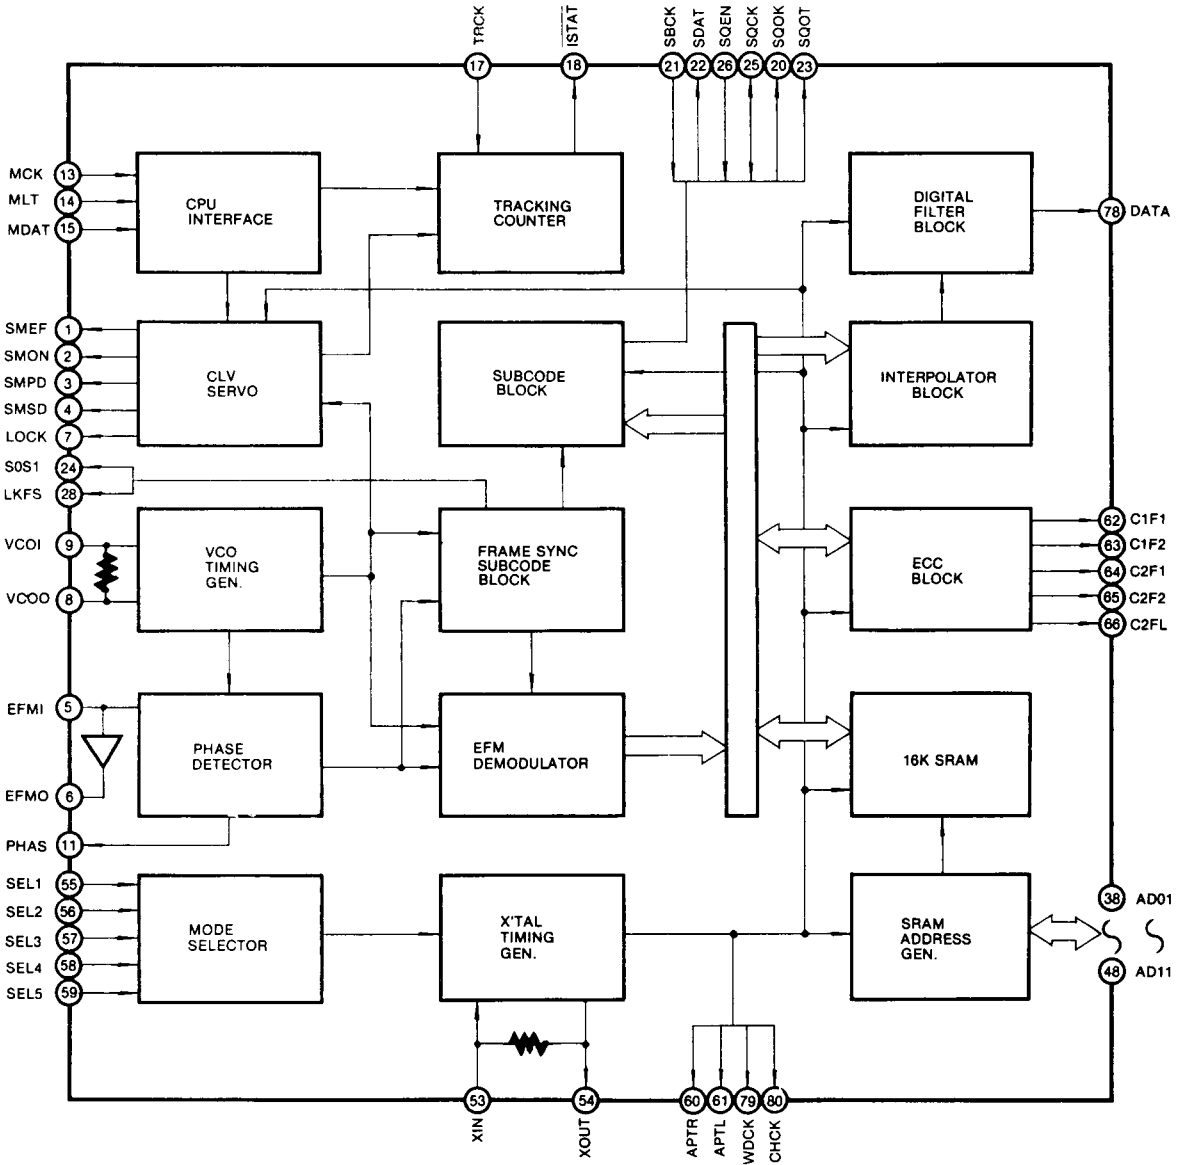 TRCK
ISTAT
SBCK
SDAT
SQEN
SQCK
SQOK
SQOT
17
18
21
22
26
25
20
23
MCK 13
MLT 14
MDAT 15
CPU
INTERFACE
TRACKING
COUNTER
DIGITAL
FILTER
BLOCK
78 DATA
SMEF 1
SMON 2
SMPD 3
SMSD 4
LOCK 7
S0S1 24
LKFS 28
CLV
SERVO
SUBCODE
BLOCK
INTERPOLATOR
BLOCK
VCOI 9
VCOO 8
VCO
TIMING
GEN.
FRAME SYNC
SUBCODE
BLOCK
ECC
BLOCK
62 C1F1
63 C1F2
64 C2F1
65 C2F2
66 C2FL
EFMI 5
EFMO 6
PHAS 11
PHASE
DETECTOR
EFM
DEMODULATOR
16K SRAM
SEL1 55
SEL2 56
SEL3 57
SEL4 58
SEL5 59
MODE
SELECTOR
X'TAL
TIMING
GEN.
SRAM
ADDRESS
GEN.
38 AD01
48 AD11
53
54
60
61
79
80
XIN
XOUT
APTR
APTL
WDCK
CHCK